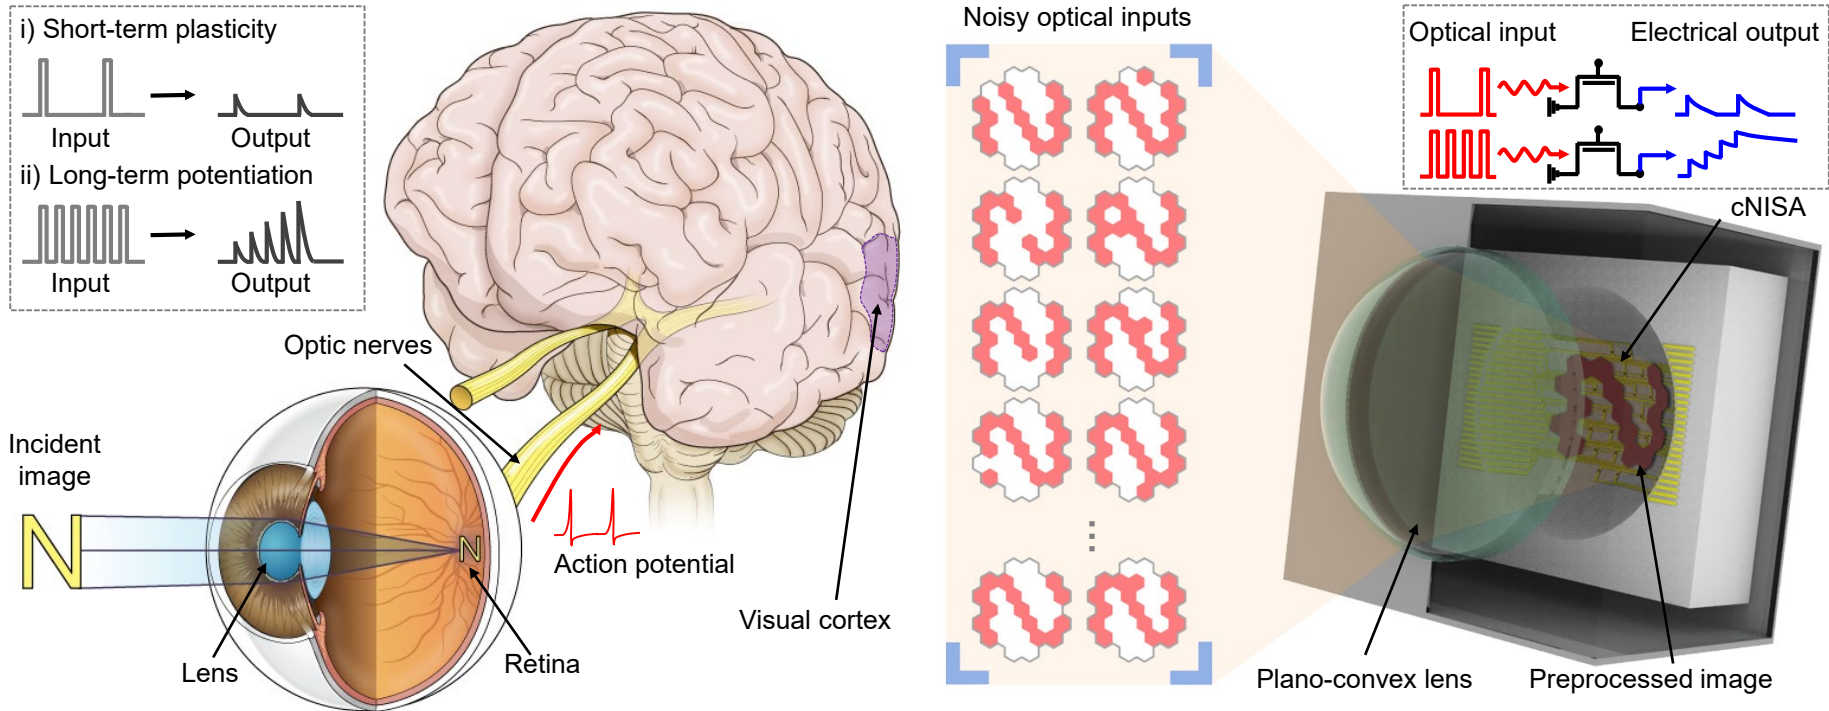 i) Short-term plasticity
Input
Output
ii) Long-term potentiation
Input
Output
Optic nerves
Incident
image
N
N
Action potential
Visual cortex
Lens
Retina
Noisy optical inputs
Optical input
Electrical output
cNISA
Plano-convex lens
Preprocessed image